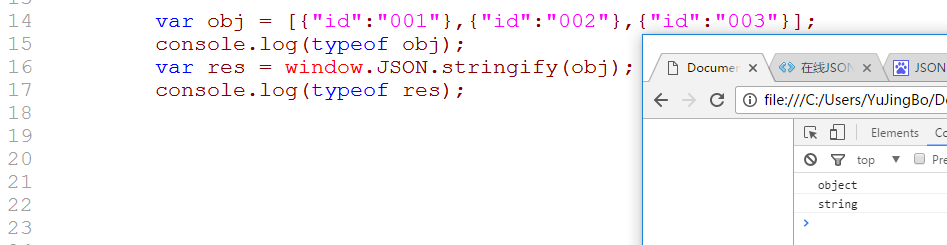 14 var obj = [{"id":"001"},{"id":"002"},{"id":"003"}];
15 console.log(typeof obj);
16 var res = window.JSON.stringify(obj);
17 console.log(typeof res);
18
19
20
21
22
23
Documen
在线JSON
JSON
file:///C:/Users/YuJingBo/De
Elements
top
Pre
object
string